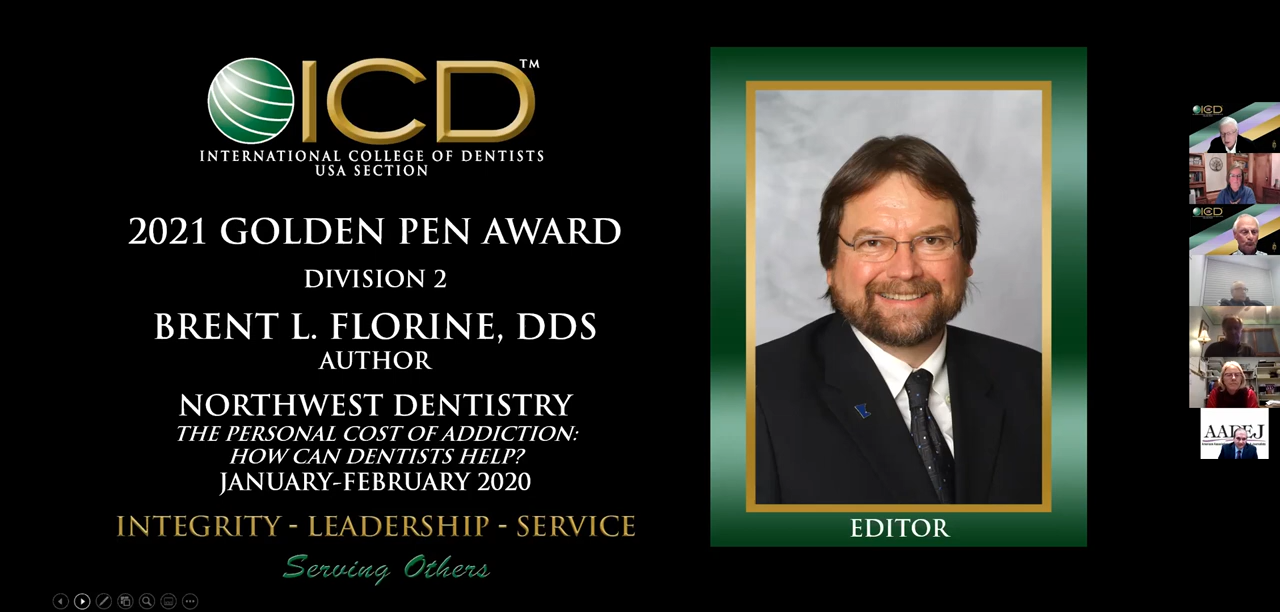 ICD™
INTERNATIONAL COLLEGE OF DENTISTS
USA SECTION
2021 GOLDEN PEN AWARD
DIVISION 2
BRENT L. FLORINE, DDS
AUTHOR
NORTHWEST DENTISTRY
THE PERSONAL COST OF ADDICTION:
HOW CAN DENTISTS HELP?
JANUARY-FEBRUARY 2020
INTEGRITY - LEADERSHIP - SERVICE
Serving Others
EDITOR
ICD
ICD
AADEJ